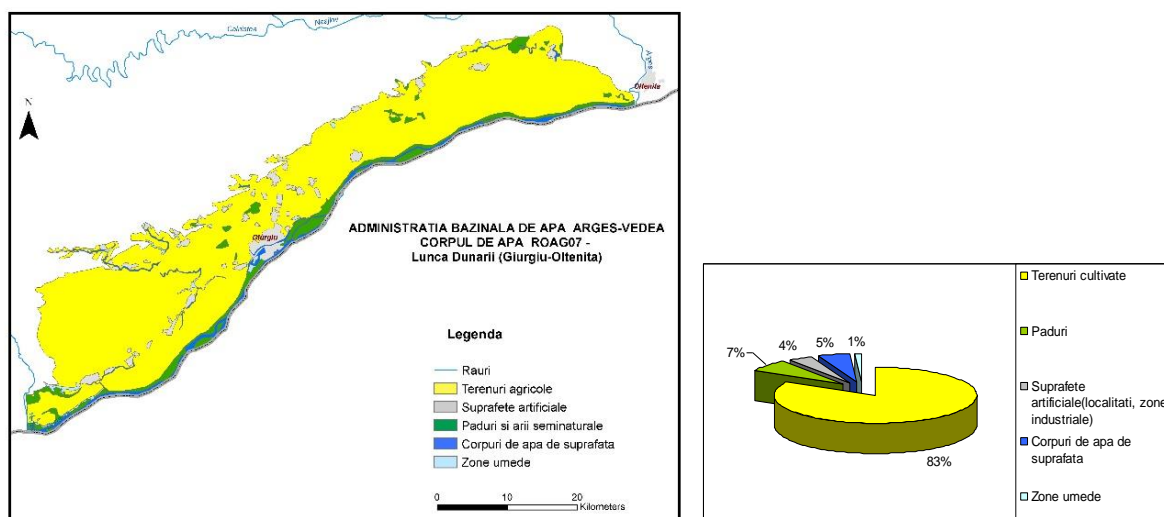 Calnistea
Neajlov
Arges
Oltenita
N
ADMINISTRATIA BAZINALA DE APA ARGES-VEDEA
CORPUL DE APA ROAG07 -
Lunca Dunarii (Giurgiu-Oltenita)
Giurgiu
Legenda
Rauri
Terenuri agricole
Suprafete artificiale
Paduri si arii seminaturale
Corpuri de apa de suprafata
Zone umede
0 10 20
Kilometers
7%
4%
5%
1%
83%
Terenuri cultivate
Paduri
Suprafete
artificiale(localitati, zone
industriale)
Corpuri de apa de
suprafata
Zone umede